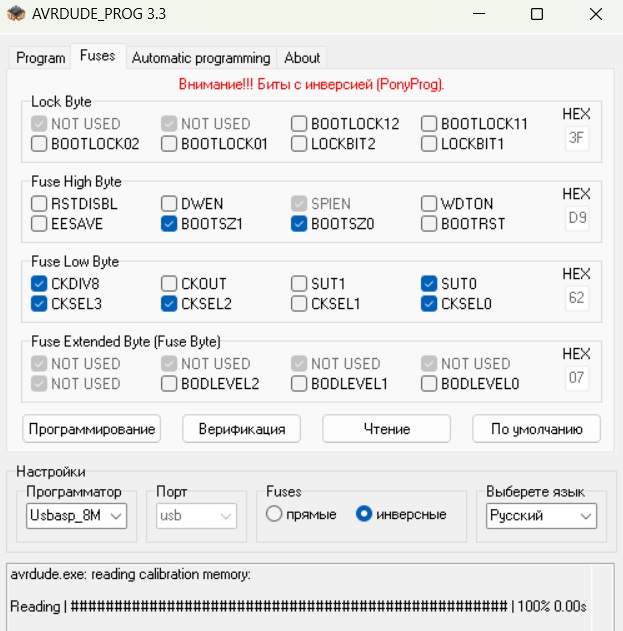 AVRDUDE_PROG 3.3
Program Fuses Automatic programming About
Внимание!!! Биты с инверсией (PonyProg).
Lock Byte
HEX
NOT USED NOT USED BOOTLOCK12 BOOTLOCK11
3F
BOOTLOCK02 BOOTLOCK01 LOCKBIT2 LOCKBIT1
Fuse High Byte
HEX
RSTDISBL DWEN SPIEN WDTON
D9
EESAVE BOOTSZ1 BOOTSZ0 BOOTRST
Fuse Low Byte
HEX
CKDIV8 CKOUT SUT1 SUT0
62
CKSEL3 CKSEL2 CKSEL1 CKSEL0
Fuse Extended Byte (Fuse Byte)
HEX
NOT USED NOT USED NOT USED NOT USED
07
NOT USED BODLEVEL2 BODLEVEL1 BODLEVEL0
Программирование Верификация Чтение По умолчанию
Настройки
Программатор Порт Fuses Выберете язык
Usbasp_8M usb прямые инверсные Русский
avrdude.exe: reading calibration memory:
Reading | ################################################## | 100% 0.00s